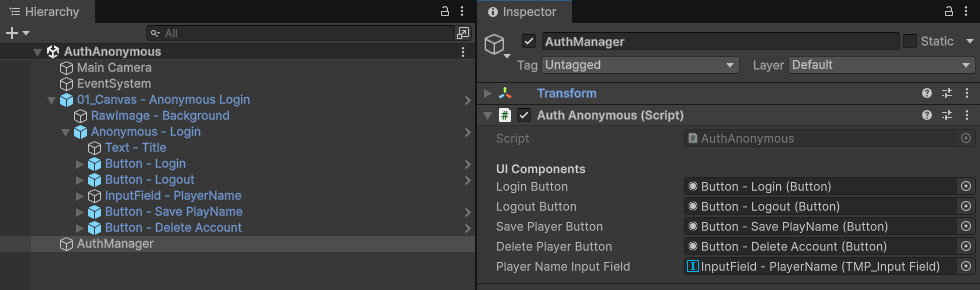 Hierarchy
All
AuthAnonymous
Main Camera
EventSystem
01_Canvas - Anonymous Login
RawImage - Background
Anonymous - Login
Text - Title
Button - Login
Button - Logout
InputField - PlayerName
Button - Save PlayName
Button - Delete Account
AuthManager
Inspector
AuthManager
Static
Tag Untagged Layer Default
Transform
# Auth Anonymous (Script)
Script # AuthAnonymous
UI Components
Login Button Button - Login (Button)
Logout Button Button - Logout (Button)
Save Player Button Button - Save PlayName (Button)
Delete Player Button Button - Delete Account (Button)
Player Name Input Field InputField - PlayerName (TMP_Input Field)